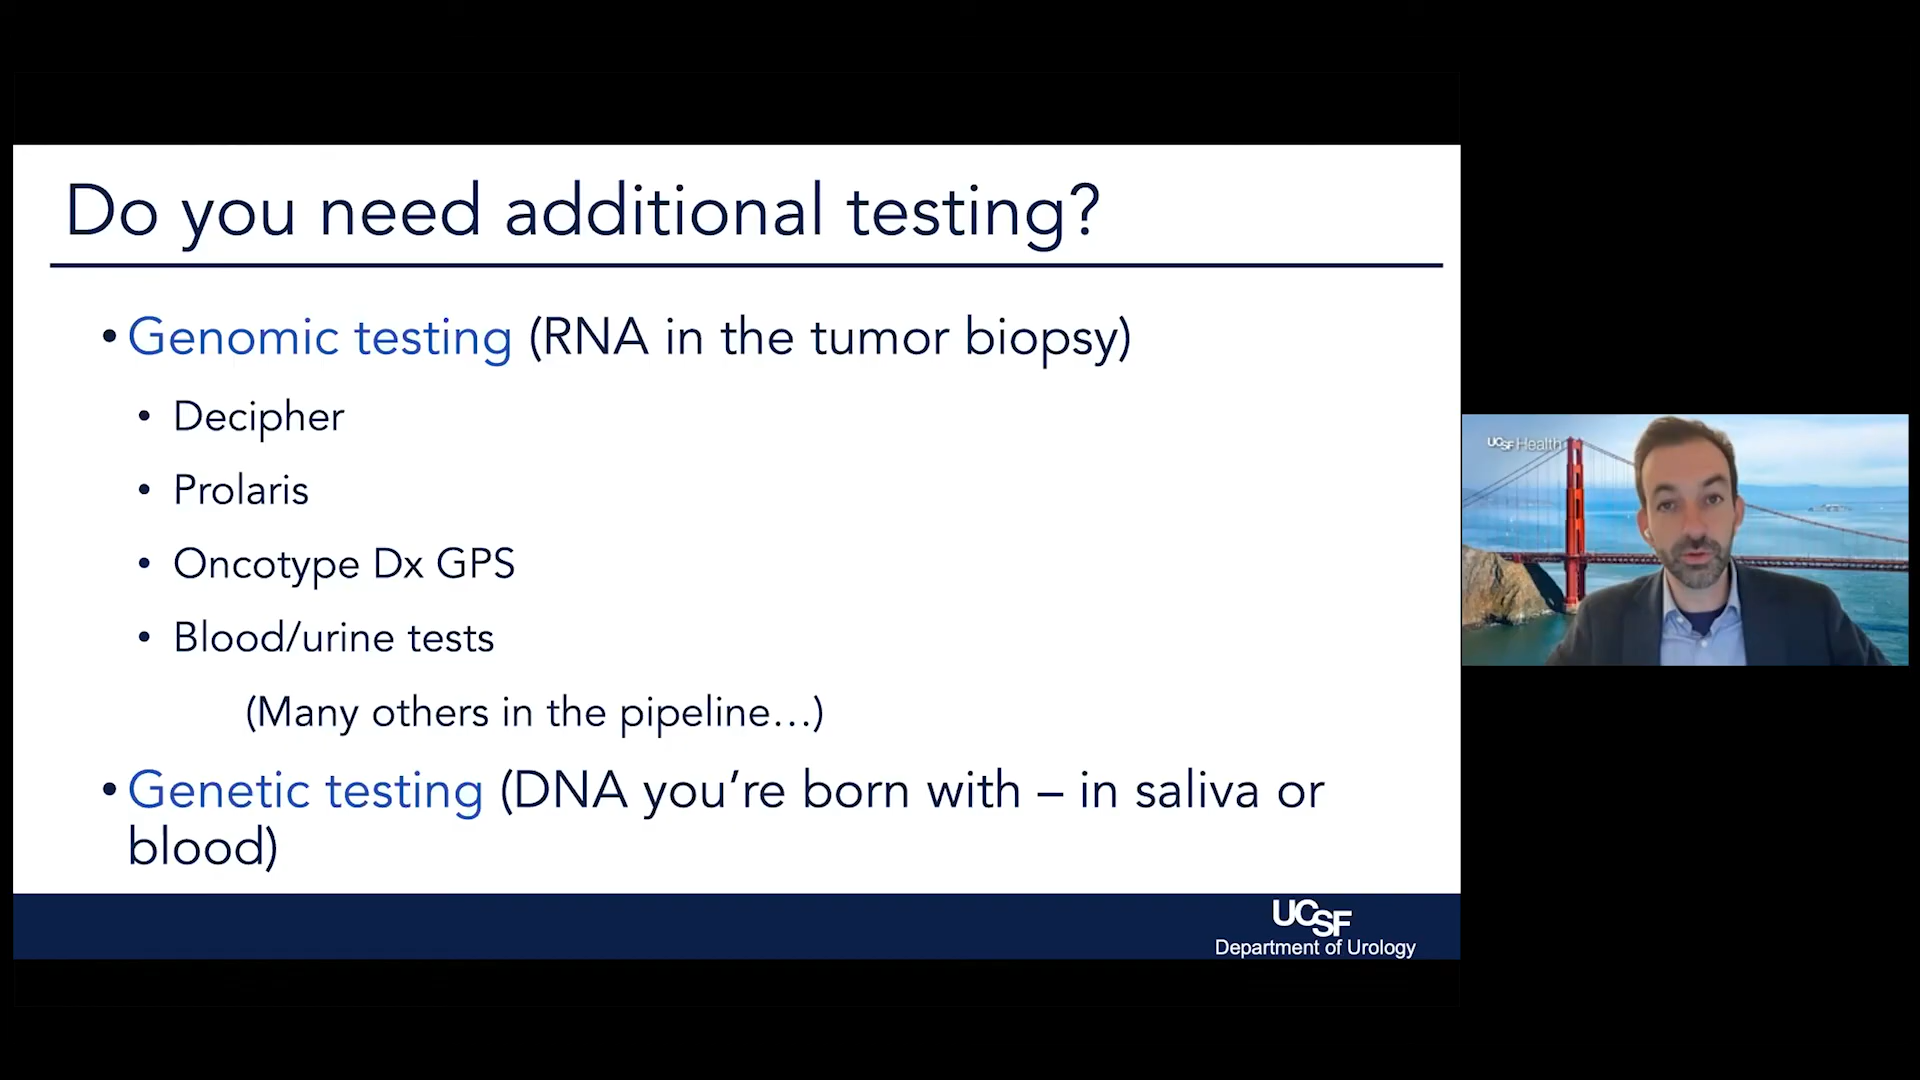 Do you need additional testing?
• Genomic testing (RNA in the tumor biopsy)
• Decipher
• Prolaris
• Oncotype Dx GPS
• Blood/urine tests
(Many others in the pipeline…)
• Genetic testing (DNA you’re born with – in saliva or
blood)
UCSF
Department of Urology
UCSF Health